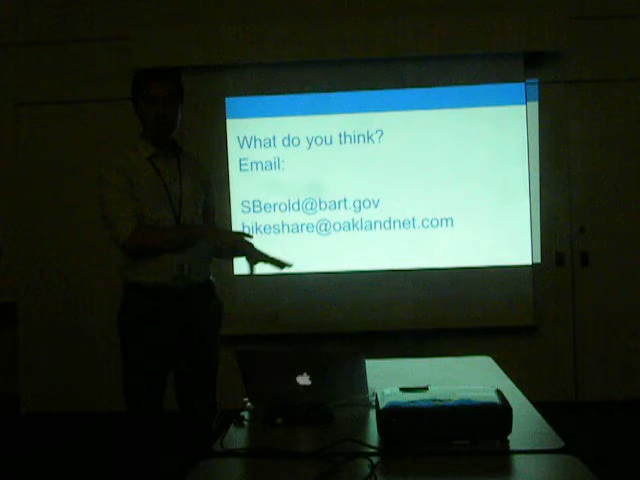 What do you think?
Email:
SBerold@bart.gov
bikeshare@oaklandnet.com